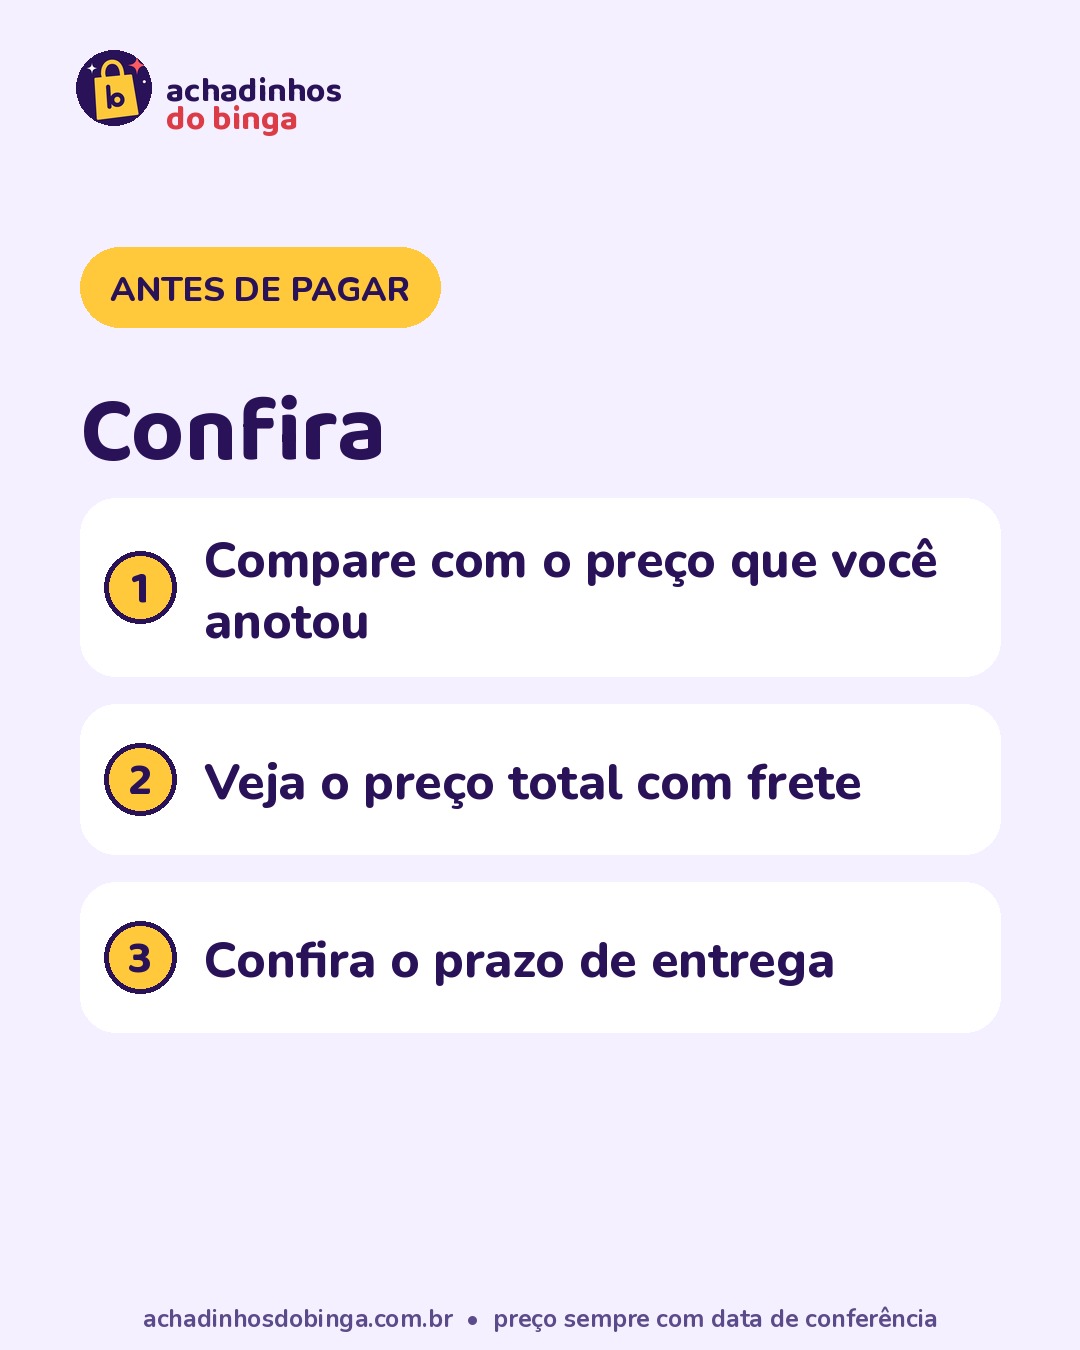 b
achadinhos
do binga
ANTES DE PAGAR
Confira
1 Compare com o preço que você
anotou
2 Veja o preço total com frete
3 Confira o prazo de entrega
achadinhosdobinga.com.br • preço sempre com data de conferência